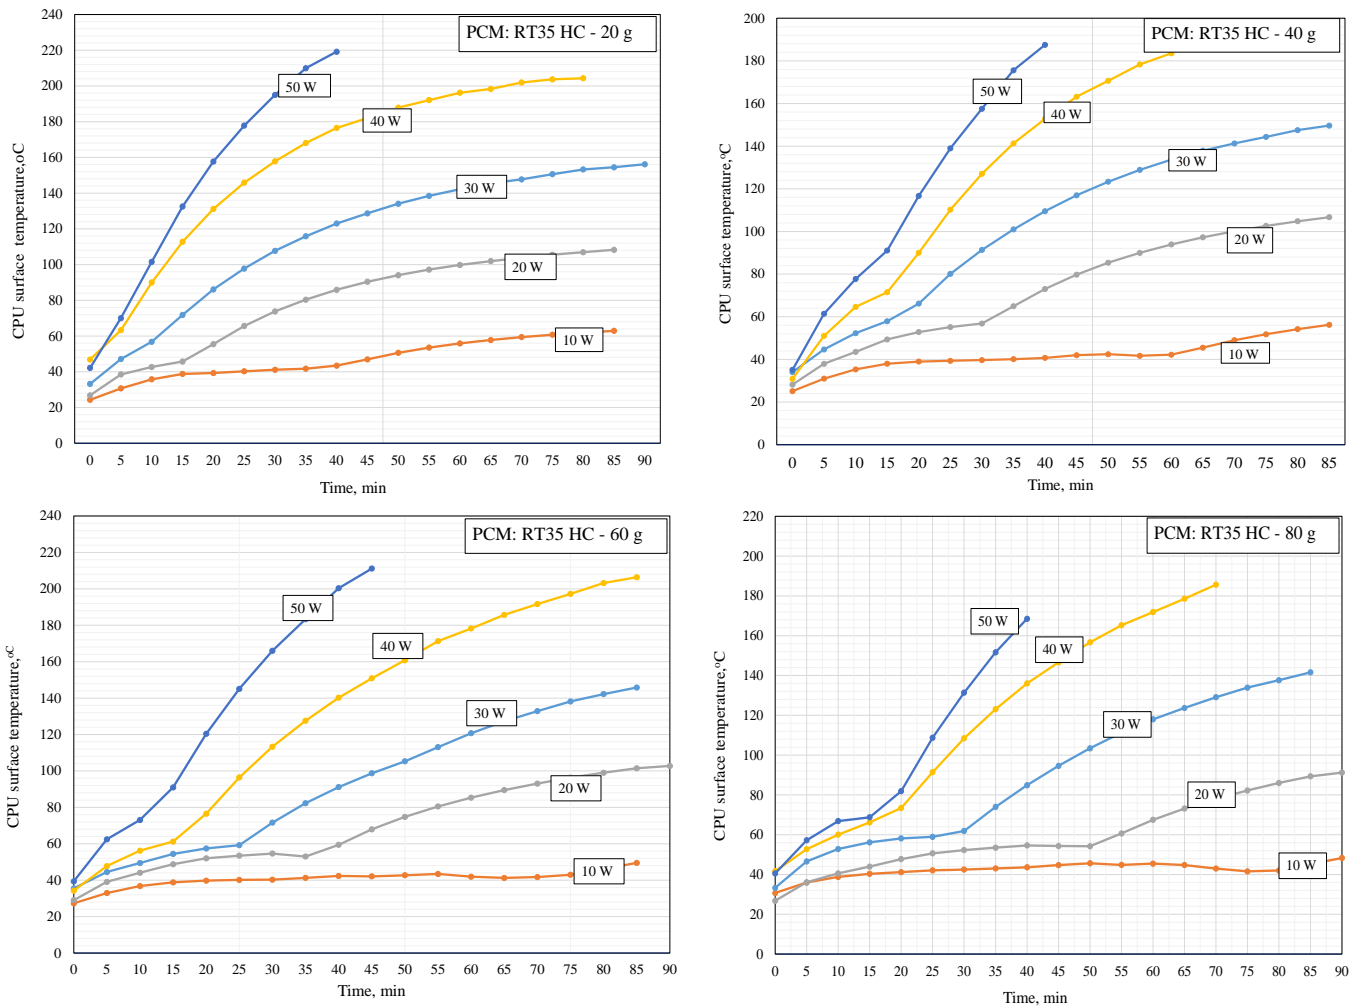 PCM: RT35 HC - 20 g
240
220
200
180
160
140
120
100
80
60
40
20
0
CPU surface temperature,oC
50 W
40 W
30 W
20 W
10 W
0 5 10 15 20 25 30 35 40 45 50 55 60 65 70 75 80 85 90
Time, min
PCM: RT35 HC - 40 g
200
180
160
140
120
100
80
60
40
20
0
CPU surface temperature,oC
50 W
40 W
30 W
20 W
10 W
0 5 10 15 20 25 30 35 40 45 50 55 60 65 70 75 80 85
Time, min
PCM: RT35 HC - 60 g
240
220
200
180
160
140
120
100
80
60
40
20
0
CPU surface temperatrur,oC
50 W
40 W
30 W
20 W
10 W
0 5 10 15 20 25 30 35 40 45 50 55 60 65 70 75 80 85 90
Time, min
PCM: RT35 HC - 80 g
220
200
180
160
140
120
100
80
60
40
20
0
CPU surface temperature,oC
50 W
40 W
30 W
20 W
10 W
0 5 10 15 20 25 30 35 40 45 50 55 60 65 70 75 80 85 90
Time, min